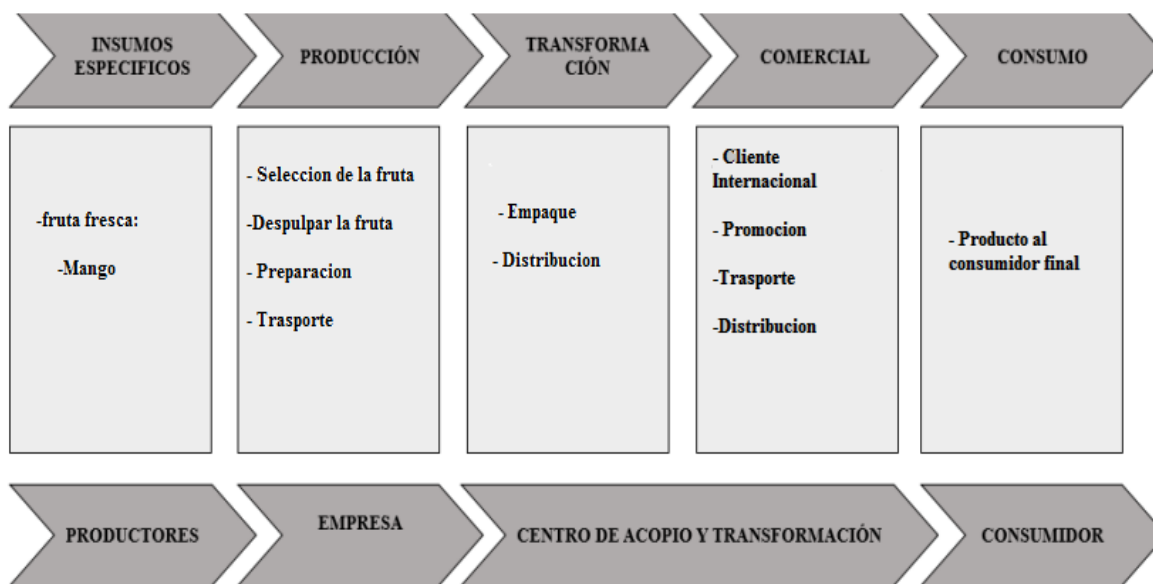 INSUMOS
ESPECIFICOS
PRODUCCIÓN
TRANSFORMA
CIÓN
COMERCIAL
CONSUMO
-fruta fresca:
-Mango
- Seleccion de la fruta
-Despulpar la fruta
- Preparacion
- Trasporte
- Empaque
- Distribucion
- Cliente
Internacional
- Promocion
-Trasporte
-Distribucion
- Producto al
consumidor final
PRODUCTORES
EMPRESA
CENTRO DE ACOPIO Y TRANSFORMACIÓN
CONSUMIDOR